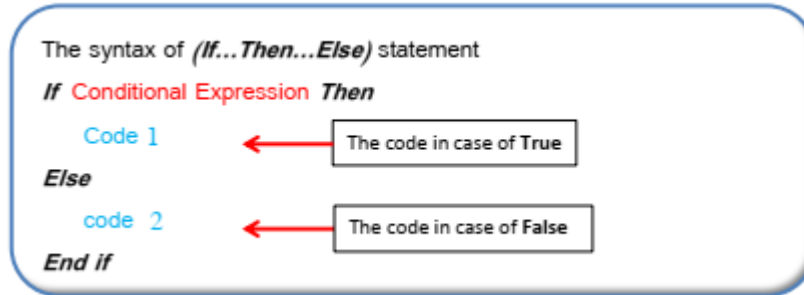 The syntax of (If...Then...Else) statement
If Conditional Expression Then
Code 1
The code in case of True
Else
code 2
The code in case of False
End if